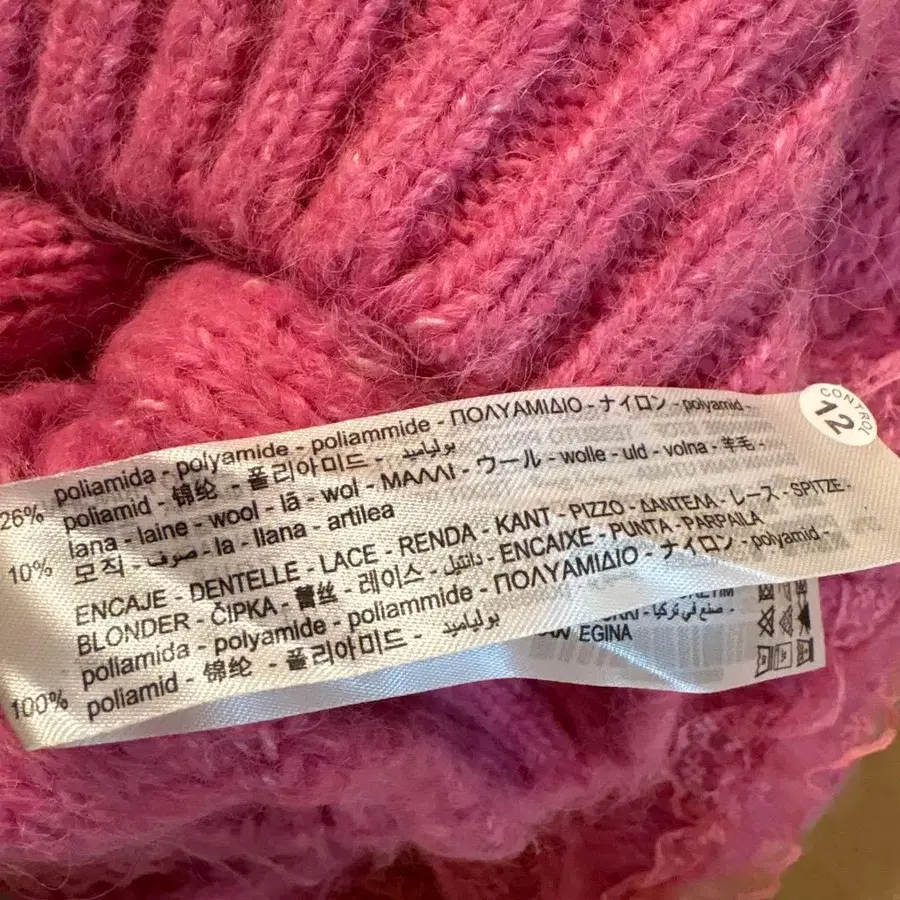 poliamida - polyamide - poliammide - ΠΟΛΥΑΜΙΔΙΟ - ナイロン - polyamid -
26% poliamid - 锦纶 - 폴리아미드 - بولياميد
lana - laine - wool - lã - wol - ΜΑΛΛΙ - ウール - wolle - uld - volna - 羊毛 -
10% 모직 - صوف - la - llana - artilea
ENCAJE - DENTELLE - LACE - RENDA - KANT - PIZZO - ΔΑΝΤΕΛΑ - レース - SPITZE -
BLONDER - ČIPKA - 蕾丝 - 레이스 - دانتيل - ENCAIXE - PUNTA - PARPAILA
poliamida - polyamide - poliammide - ΠΟΛΥΑΜΙΔΙΟ - ナイロン - polyamid -
100% poliamid - 锦纶 - 폴리아미드 - بولياميد
صنع في تركيا -
EGINA
CONTROL
12